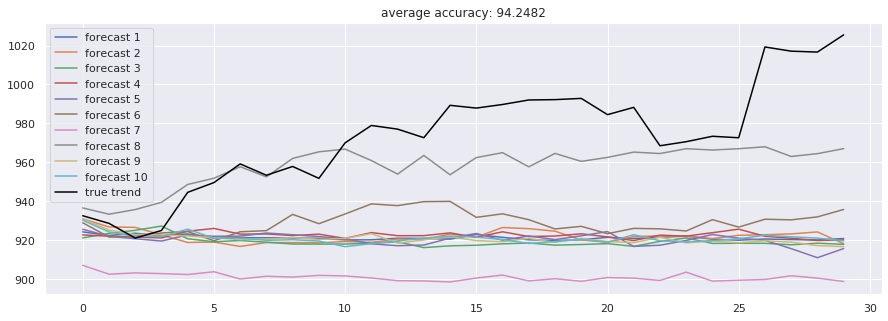 average accuracy: 94.2482
forecast 1
forecast 2
forecast 3
forecast 4
forecast 5
forecast 6
forecast 7
forecast 8
forecast 9
forecast 10
true trend
1020
1000
980
960
940
920
900
0 5 10 15 20 25 30